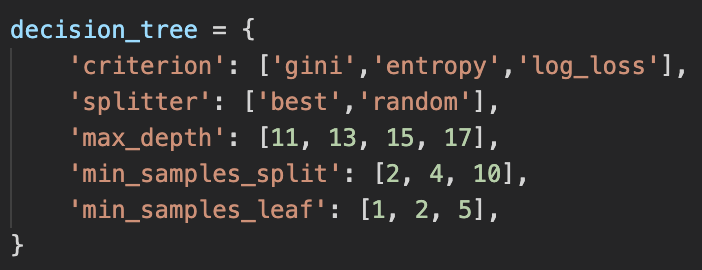 decision_tree = {
    'criterion': ['gini','entropy','log_loss'],
    'splitter': ['best','random'],
    'max_depth': [11, 13, 15, 17],
    'min_samples_split': [2, 4, 10],
    'min_samples_leaf': [1, 2, 5],
}